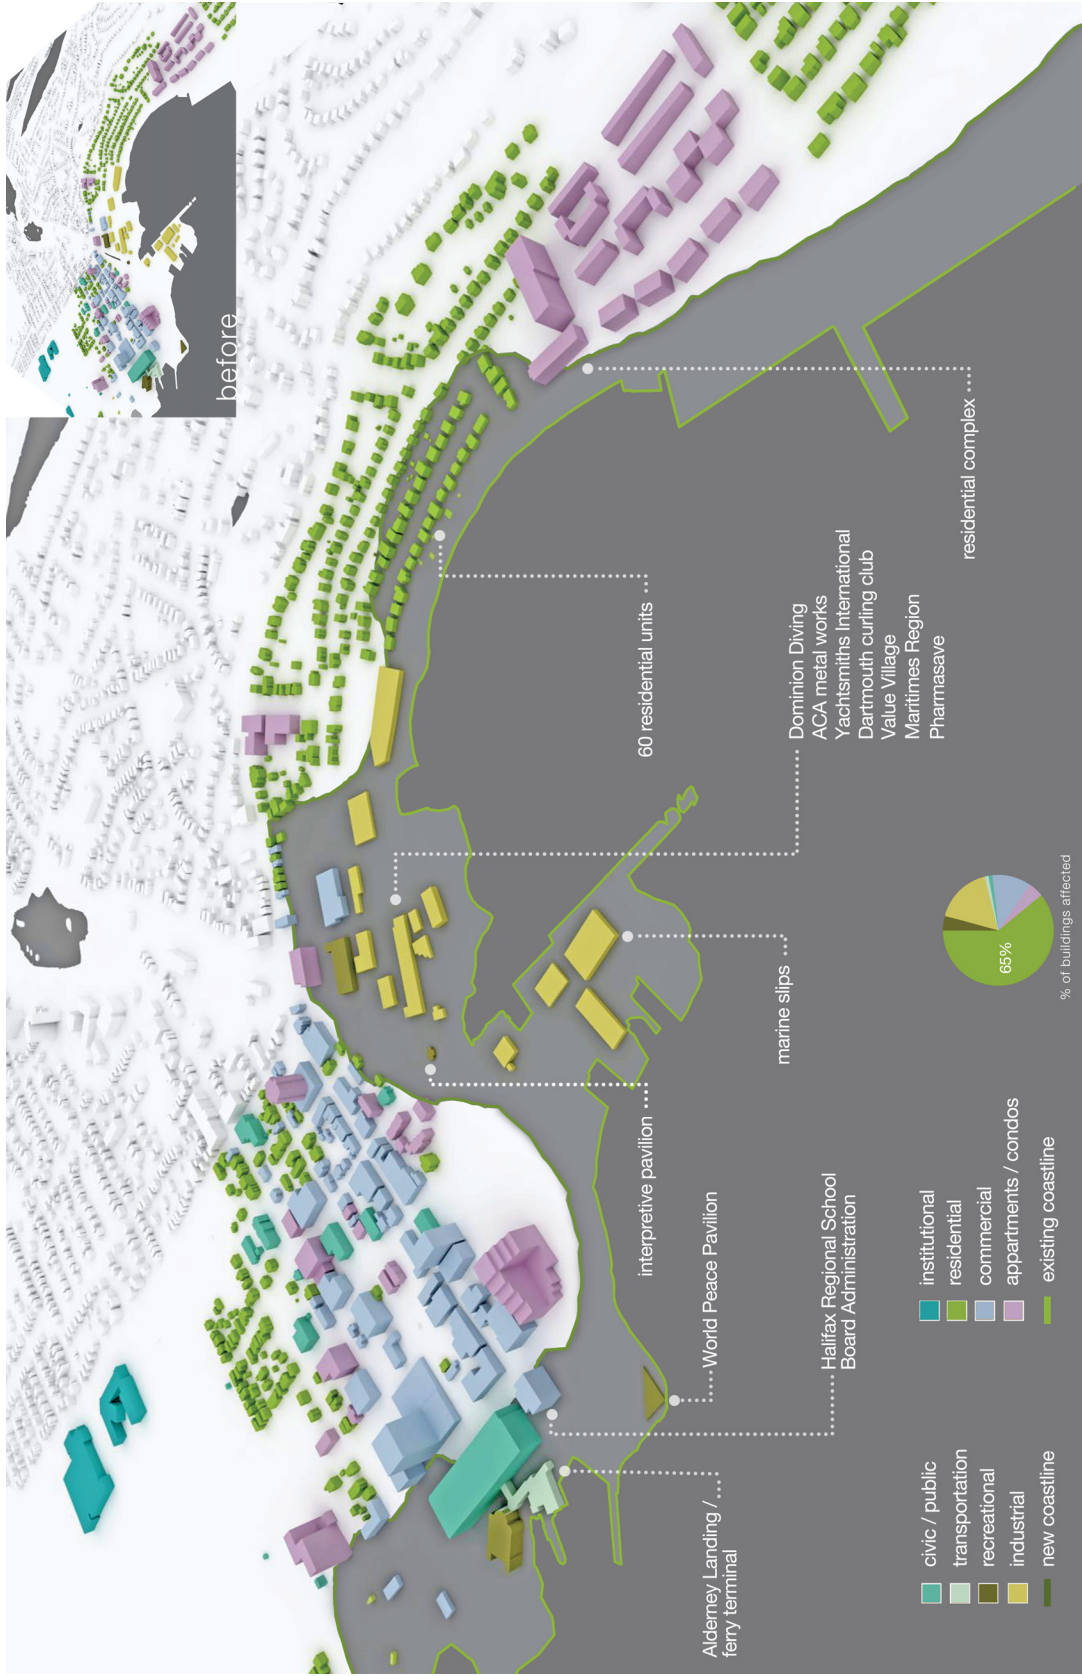 before
residential complex
60 residential units
Dominion Diving
ACA metal works
Yachtsmiths International
Dartmouth curling club
Value Village
Maritimes Region
Pharmasave
marine slips
interpretive pavilion
World Peace Pavilion
Halifax Regional School
Board Administration
Alderney Landing /
ferry terminal
civic / public
transportation
recreational
industrial
new coastline
institutional
residential
commercial
appartments / condos
existing coastline
65%
% of buildings affected